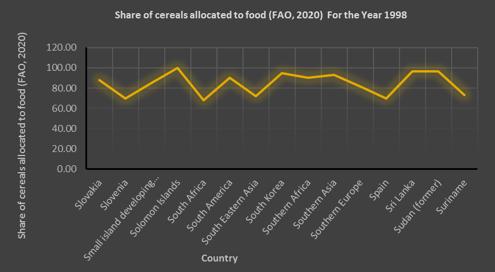 Share of cereals allocated to food (FAO, 2020)  For the Year 1998
Share of cereals allocated to food (FAO, 2020)
120.00
100.00
80.00
60.00
40.00
20.00
0.00
Slovakia
Slovenia
Small island developing...
Solomon Islands
South Africa
South America
South Eastern Asia
South Korea
Southern Africa
Southern Asia
Southern Europe
Spain
Sri Lanka
Sudan (former)
Suriname
Country